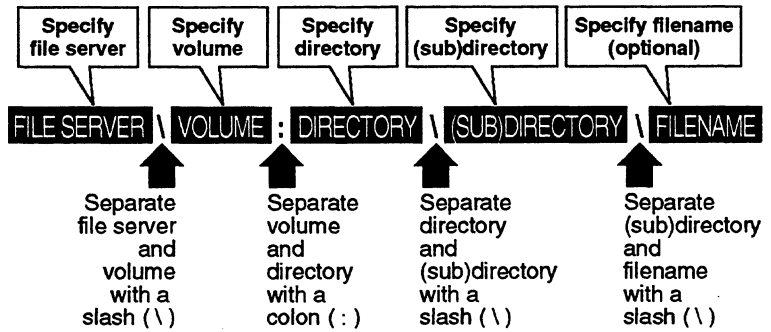 Specify
file server
Specify
volume
Specify
directory
Specify
(sub)directory
Specify filename
(optional)
FILE SERVER \ VOLUME : DIRECTORY \ (SUB)DIRECTORY \ FILENAME
Separate
file server
and
volume
with a
slash ( \ )
Separate
volume
and
directory
with a
colon ( : )
Separate
directory
and
(sub)directory
with a
slash ( \ )
Separate
(sub)directory
and
filename
with a
slash ( \ )